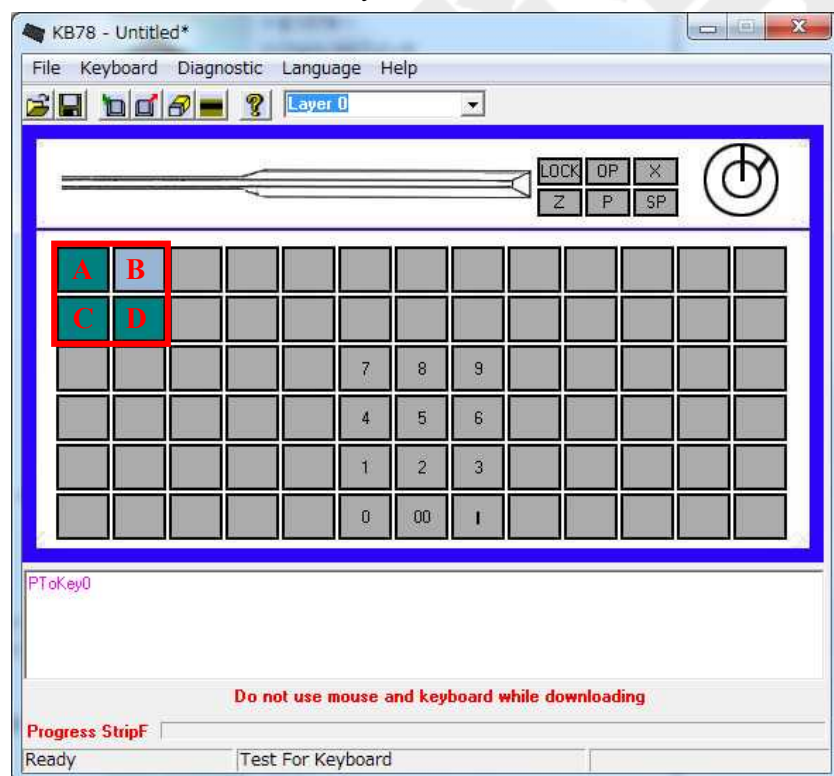 KB78 - Untitled*
File Keyboard Diagnostic Language Help
Layer 0
LOCK OP X
Z P SP
A B
C D
7 8 9
4 5 6
1 2 3
0 00 .
PToKey0
Do not use mouse and keyboard while downloading
Progress StripF
Ready Test For Keyboard